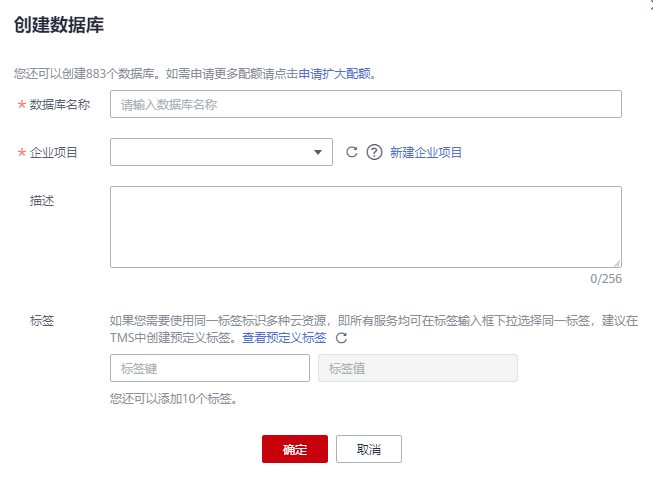 创建数据库
您还可以创建883个数据库。如需申请更多配额请点击申请扩大配额。
* 数据库名称 请输入数据库名称
* 企业项目 新建企业项目
描述
0/256
标签 如果您需要使用同一标签标识多种云资源，即所有服务均可在标签输入框下拉选择同一标签，建议在
TMS中创建预定义标签。查看预定义标签
标签键 标签值
您还可以添加10个标签。
确定 取消